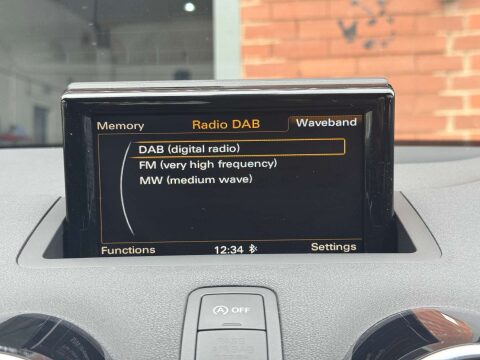 Memory Radio DAB Waveband
DAB (digital radio)
FM (very high frequency)
MW (medium wave)
Functions 12:34 Settings
A OFF